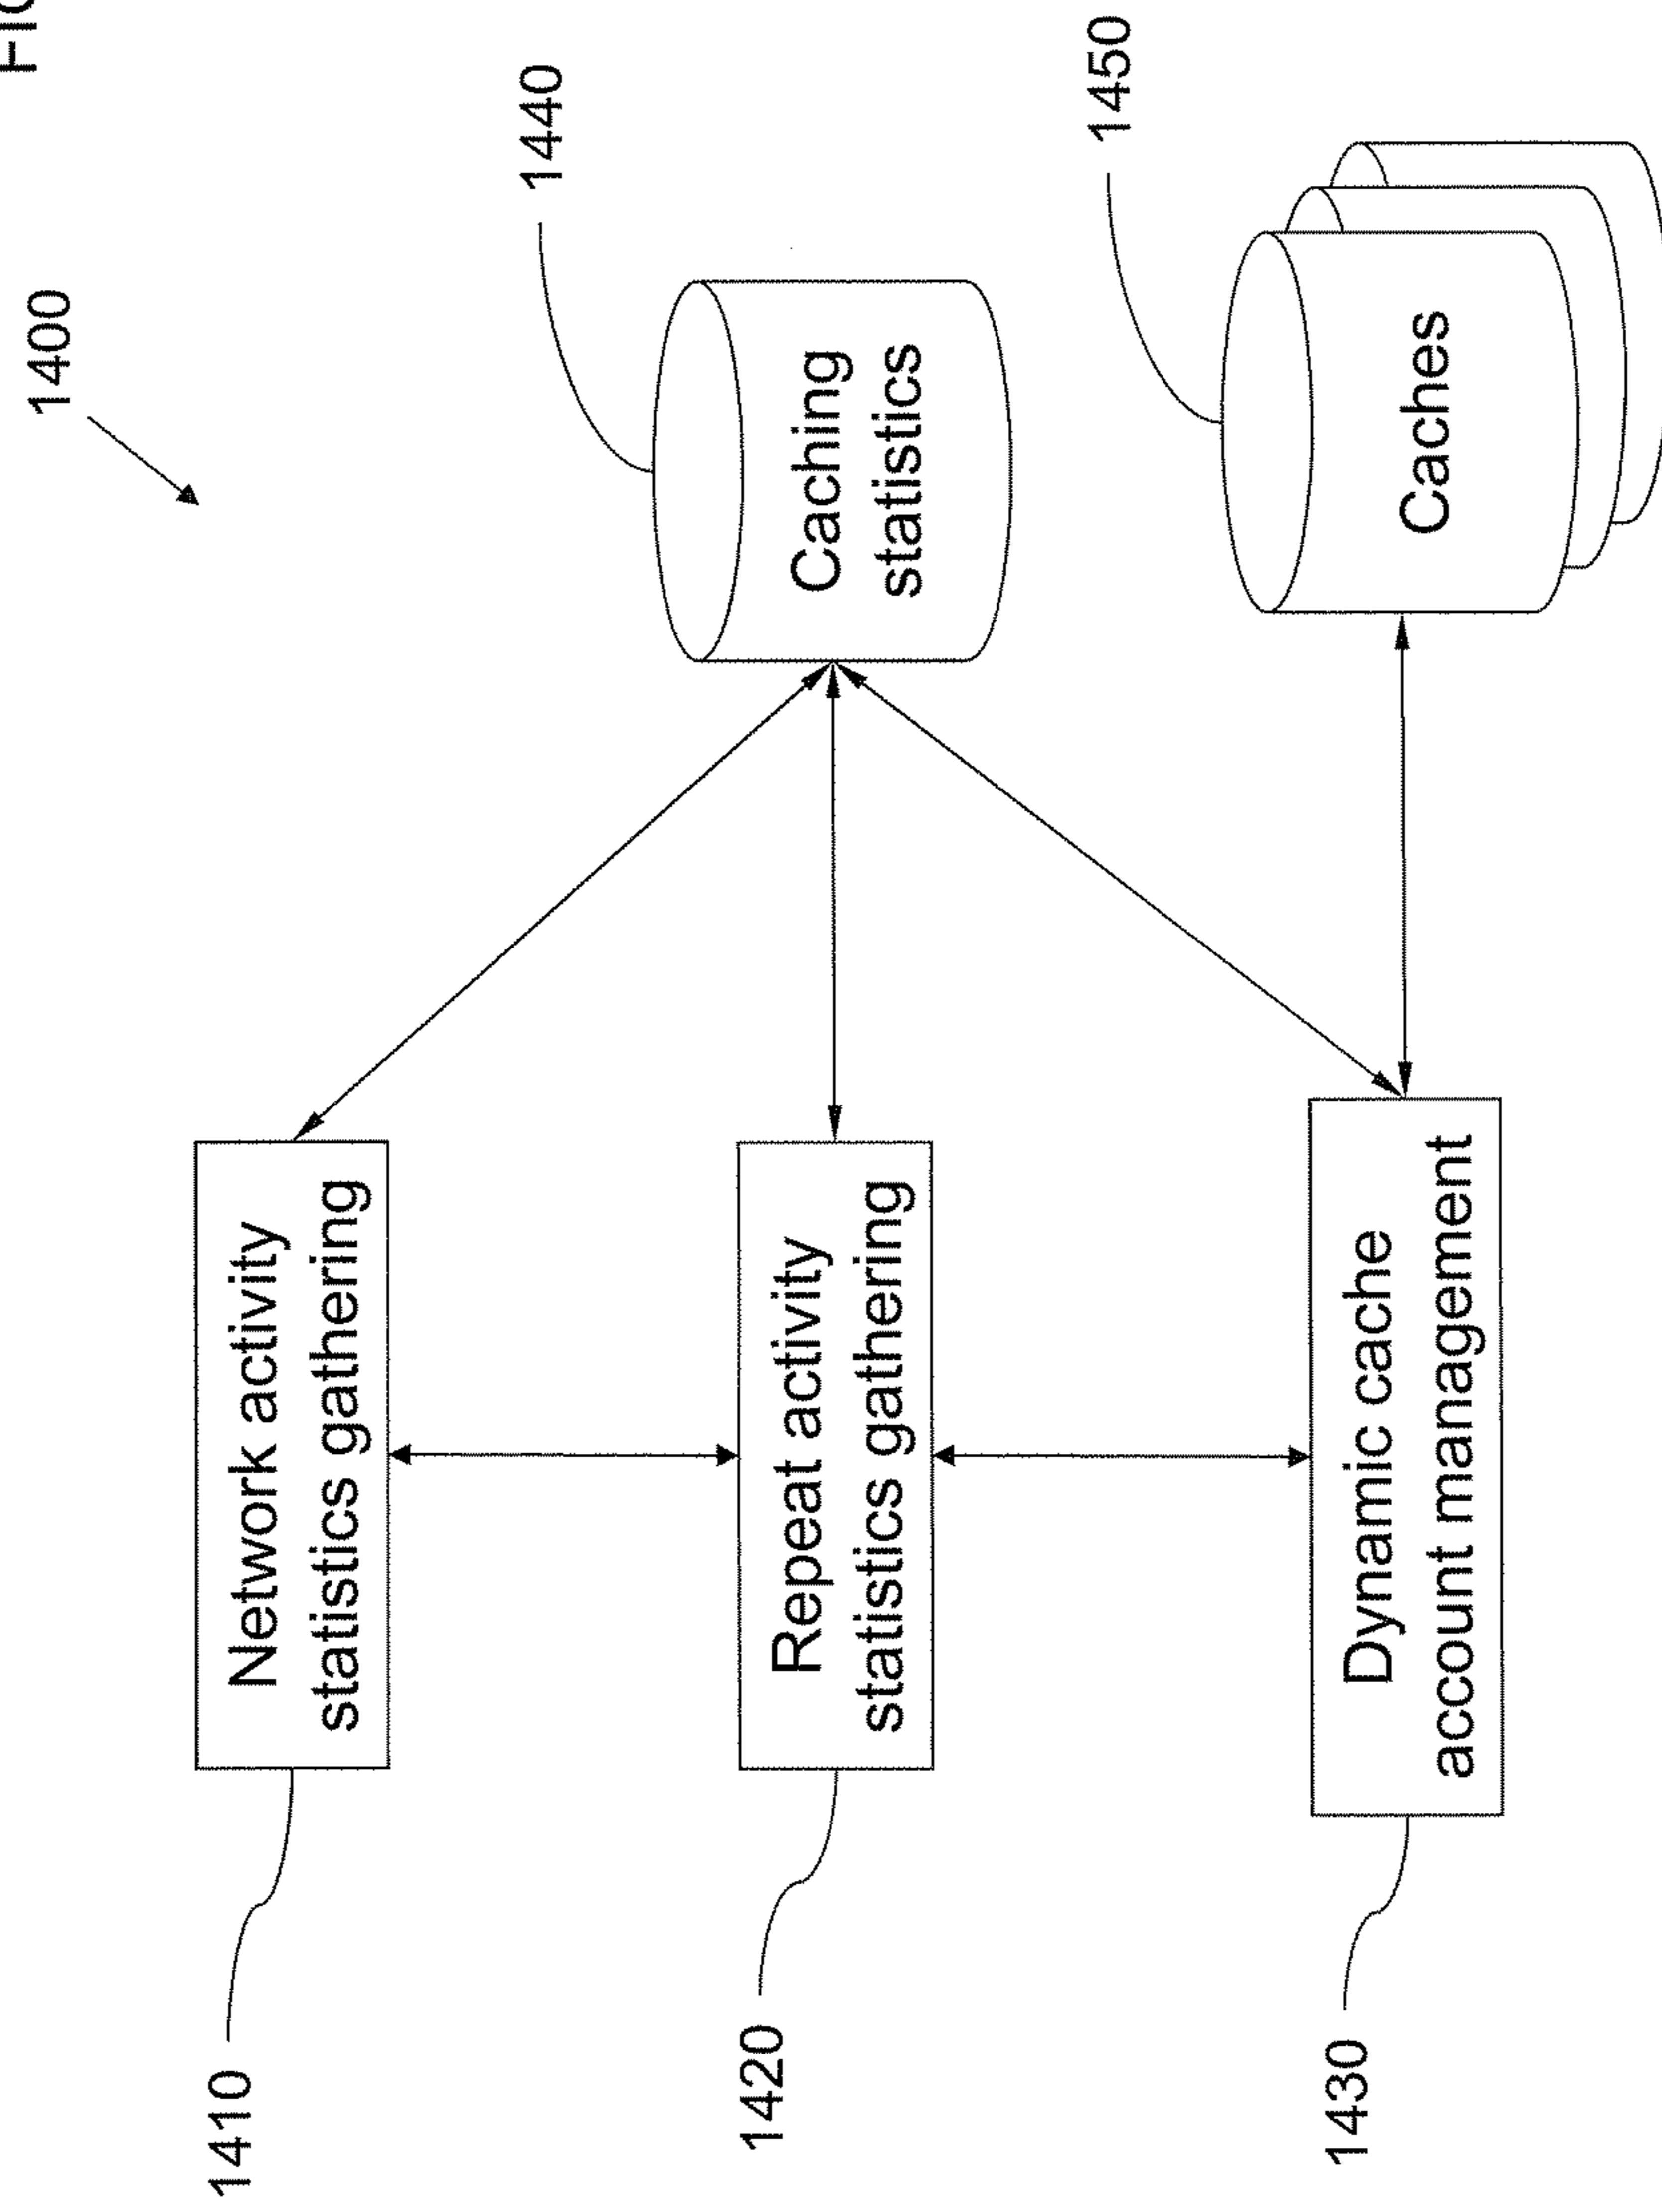 FIG
1400
1410
Network activity
statistics gathering
1420
Repeat activity
statistics gathering
1430
Dynamic cache
account management
1440
Caching
statistics
1450
Caches